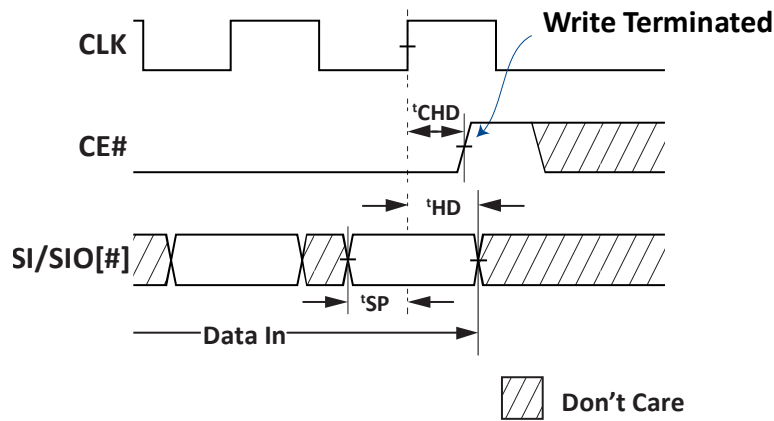 Write Terminated
CLK
tCHD
CE#
tHD
SI/SIO[#]
tSP
Data In
Don't Care